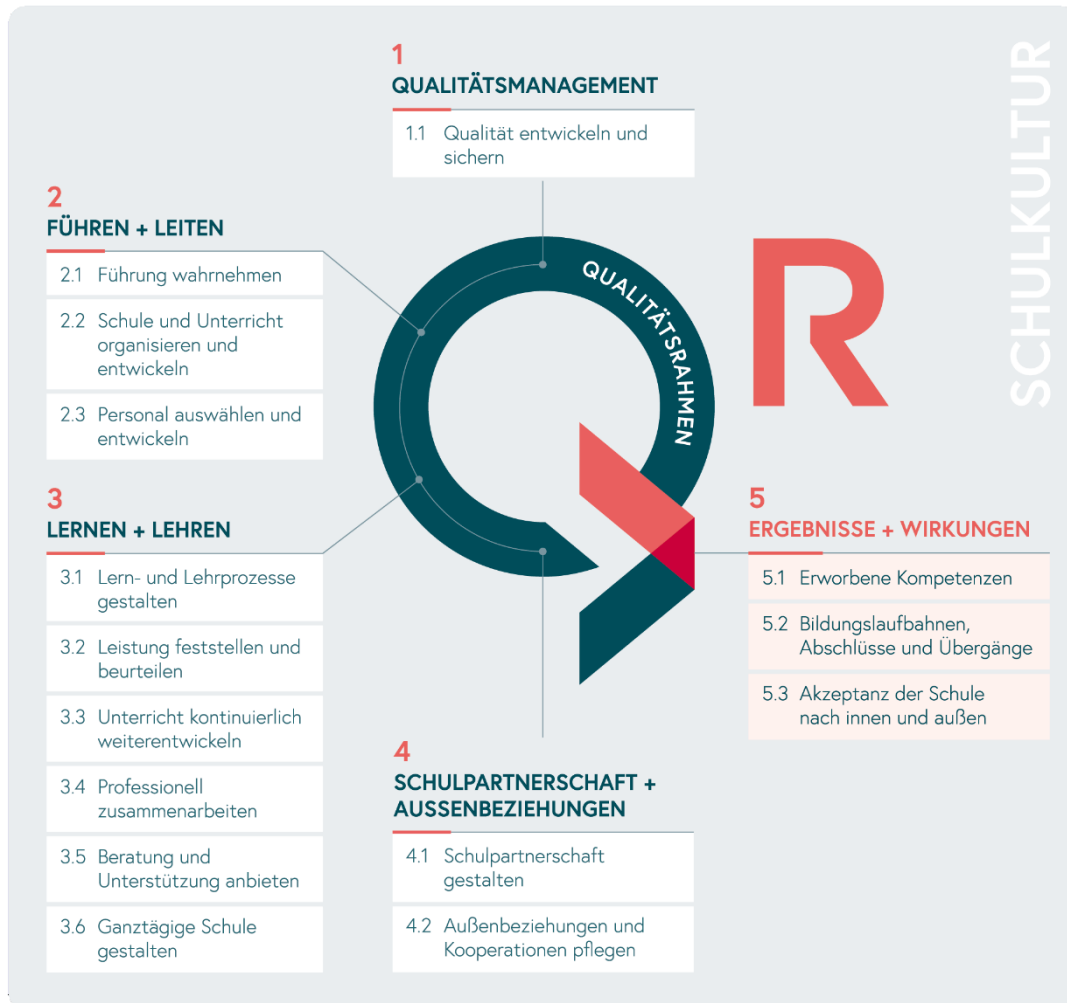 SCHULKULTUR
1
QUALITÄTSMANAGEMENT
1.1 Qualität entwickeln und
sichern
2
FÜHREN + LEITEN
2.1 Führung wahrnehmen
2.2 Schule und Unterricht
organisieren und
entwickeln
2.3 Personal auswählen und
entwickeln
QUALITÄTSRAHMEN
R
3
LERNEN + LEHREN
3.1 Lern- und Lehrprozesse
gestalten
3.2 Leistung feststellen und
beurteilen
3.3 Unterricht kontinuierlich
weiterentwickeln
3.4 Professionell
zusammenarbeiten
3.5 Beratung und
Unterstützung anbieten
3.6 Ganztägige Schule
gestalten
4
SCHULPARTNERSCHAFT +
AUSSENBEZIEHUNGEN
4.1 Schulpartnerschaft
gestalten
4.2 Außenbeziehungen und
Kooperationen pflegen
5
ERGEBNISSE + WIRKUNGEN
5.1 Erworbene Kompetenzen
5.2 Bildungslaufbahnen,
Abschlüsse und Übergänge
5.3 Akzeptanz der Schule
nach innen und außen